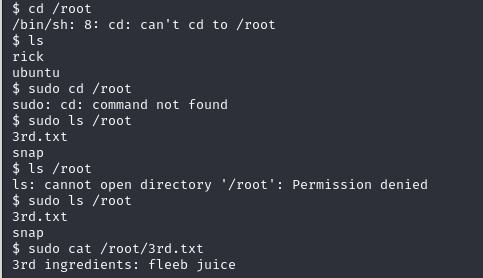 $ cd /root
/bin/sh: 8: cd: can't cd to /root
$ ls
rick
ubuntu
$ sudo cd /root
sudo: cd: command not found
$ sudo ls /root
3rd.txt
snap
$ ls /root
ls: cannot open directory '/root': Permission denied
$ sudo ls /root
3rd.txt
snap
$ sudo cat /root/3rd.txt
3rd ingredients: fleeb juice